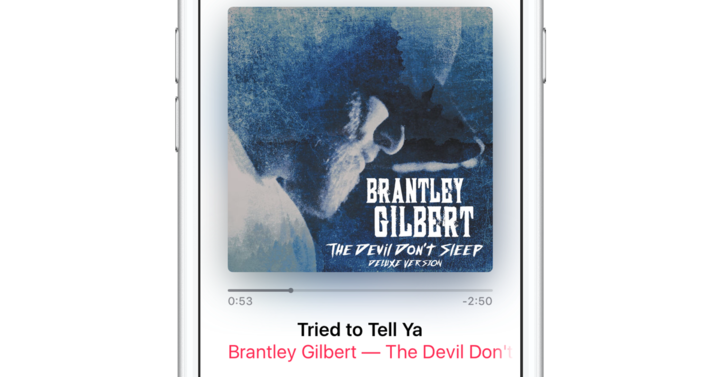 BRANTLEY
GILBERT
THE DEVIL DON'T SLEEP
DELUXE VERSION
0:53 -2:50
Tried to Tell Ya
Brantley Gilbert — The Devil Don't